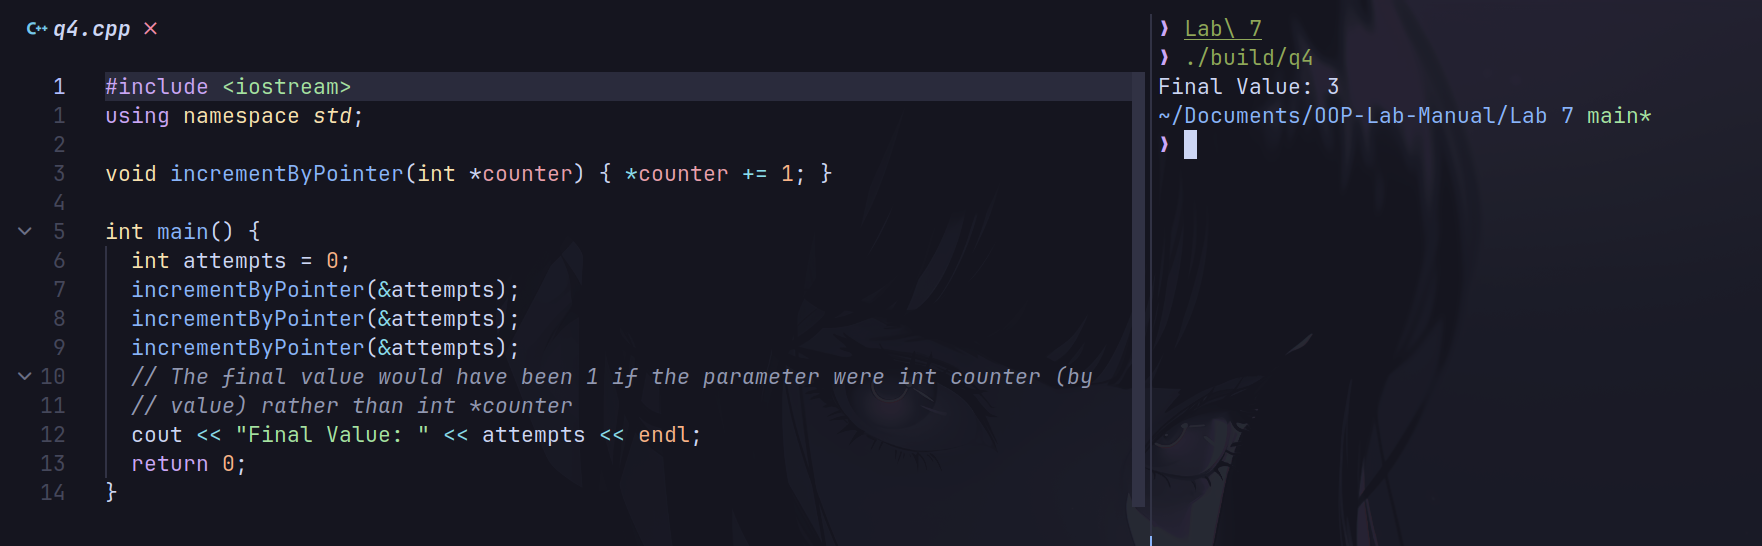 C++ q4.cpp ×
1 #include <iostream>
1 using namespace std;
2
3 void incrementByPointer(int *counter) { *counter += 1; }
4
5 int main() {
6 int attempts = 0;
7 incrementByPointer(&attempts);
8 incrementByPointer(&attempts);
9 incrementByPointer(&attempts);
10 // The final value would have been 1 if the parameter were int counter (by
11 // value) rather than int *counter
12 cout << "Final Value: " << attempts << endl;
13 return 0;
14 }
❯ Lab\ 7
❯ ./build/q4
Final Value: 3
~/Documents/OOP-Lab-Manual/Lab 7 main*
❯